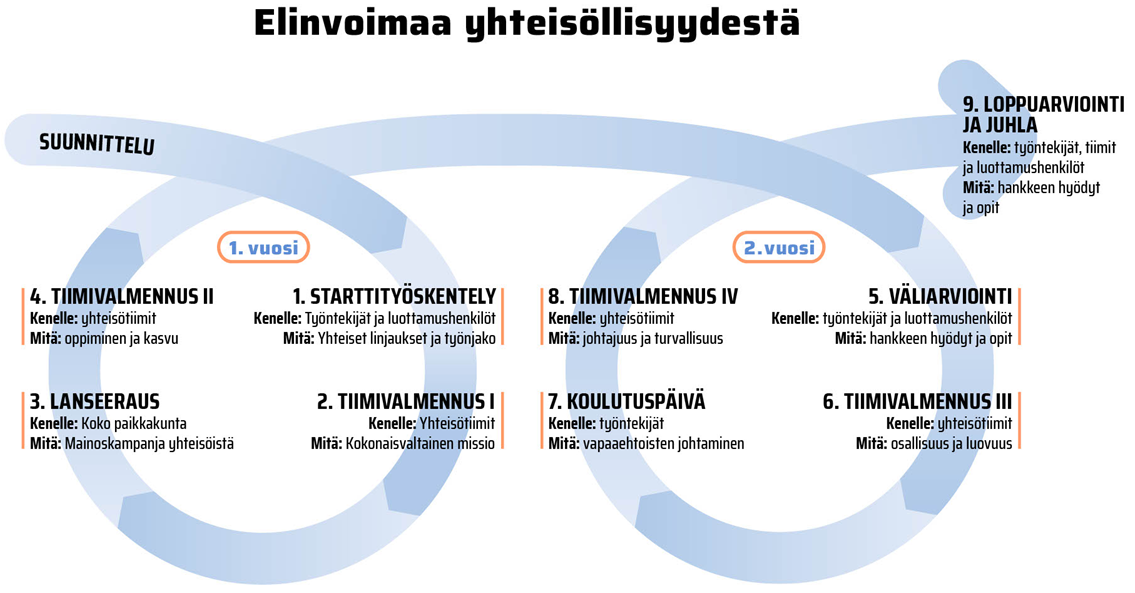 Elinvoimaa yhteisöllisyydestä
SUUNNITTELU
1. vuosi
1. STARTTITYÖSKENTELY
Kenelle: Työntekijät ja luottamushenkilöt
Mitä: Yhteiset linjaukset ja työnjako
2. TIIMIVALMENNUS I
Kenelle: Yhteisötiimit
Mitä: Kokonaisvaltainen missio
3. LANSEERAUS
Kenelle: Koko paikkakunta
Mitä: Mainoskampanja yhteisöistä
4. TIIMIVALMENNUS II
Kenelle: yhteisötiimit
Mitä: oppiminen ja kasvu
2.vuosi
5. VÄLIARVIOINTI
Kenelle: työntekijät ja luottamushenkilöt
Mitä: hankkeen hyödyt ja opit
6. TIIMIVALMENNUS III
Kenelle: yhteisötiimit
Mitä: osallisuus ja luovuus
7. KOULUTUSPÄIVÄ
Kenelle: työntekijät
Mitä: vapaaehtoisten johtaminen
8. TIIMIVALMENNUS IV
Kenelle: yhteisötiimit
Mitä: johtajuus ja turvallisuus
9. LOPPUARVIOINTI
JA JUHLA
Kenelle: työntekijät, tiimit
ja luottamushenkilöt
Mitä: hankkeen hyödyt
ja opit